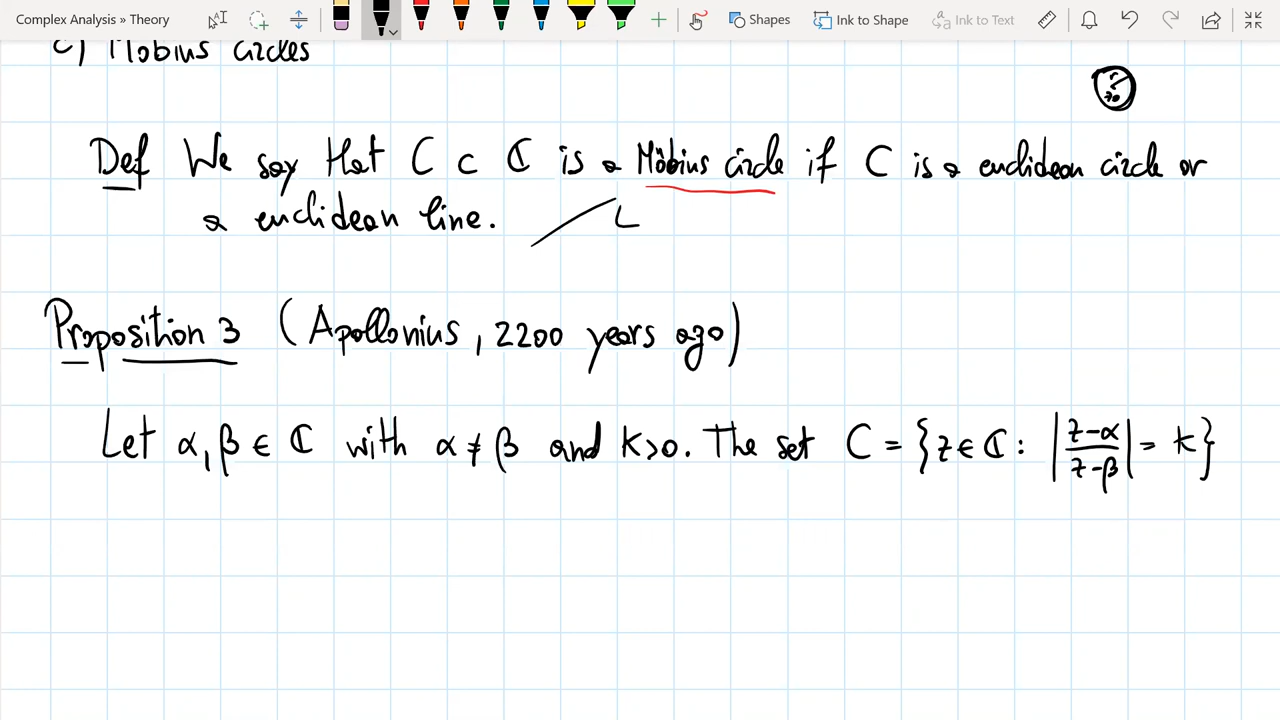 Complex Analysis » Theory
Shapes
Ink to Shape
Ink to Text
c) Möbius circles
r
z0
Def We say that C ⊂ ℂ is a Möbius circle if C is a euclidean circle or
a euclidean line.
L
Proposition 3 (Apollonius, 2200 years ago)
Let α, β ∈ ℂ with α ≠ β and k>0. The set C = {z ∈ ℂ : |z-α / z-β| = k}